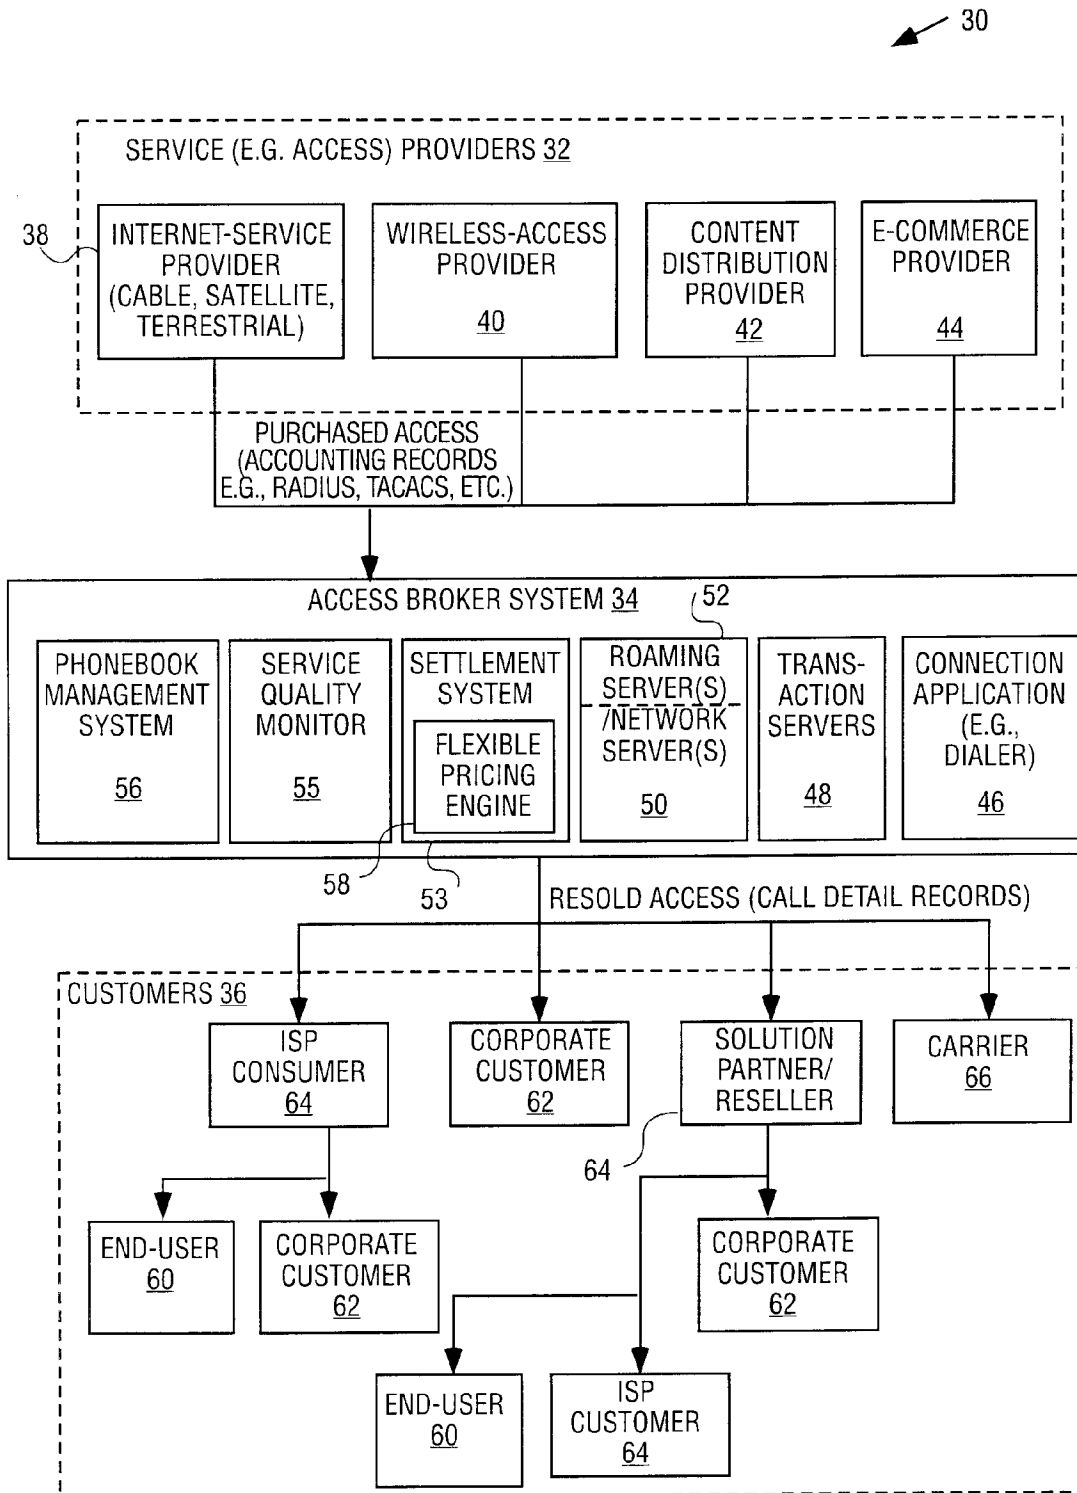 30
SERVICE (E.G. ACCESS) PROVIDERS 32
38
INTERNET-SERVICE
PROVIDER
(CABLE, SATELLITE,
TERRESTRIAL)
WIRELESS-ACCESS
PROVIDER
40
CONTENT
DISTRIBUTION
PROVIDER
42
E-COMMERCE
PROVIDER
44
PURCHASED ACCESS
(ACCOUNTING RECORDS
E.G., RADIUS, TACACS, ETC.)
ACCESS BROKER SYSTEM 34
52
PHONEBOOK
MANAGEMENT
SYSTEM
56
SERVICE
QUALITY
MONITOR
55
SETTLEMENT
SYSTEM
FLEXIBLE
PRICING
ENGINE
58
53
ROAMING
SERVER(S)
/NETWORK
SERVER(S)
50
TRANS-
ACTION
SERVERS
48
CONNECTION
APPLICATION
(E.G.,
DIALER)
46
RESOLD ACCESS (CALL DETAIL RECORDS)
CUSTOMERS 36
ISP
CONSUMER
64
CORPORATE
CUSTOMER
62
SOLUTION
PARTNER/
RESELLER
64
CARRIER
66
END-USER
60
CORPORATE
CUSTOMER
62
CORPORATE
CUSTOMER
62
END-USER
60
ISP
CUSTOMER
64